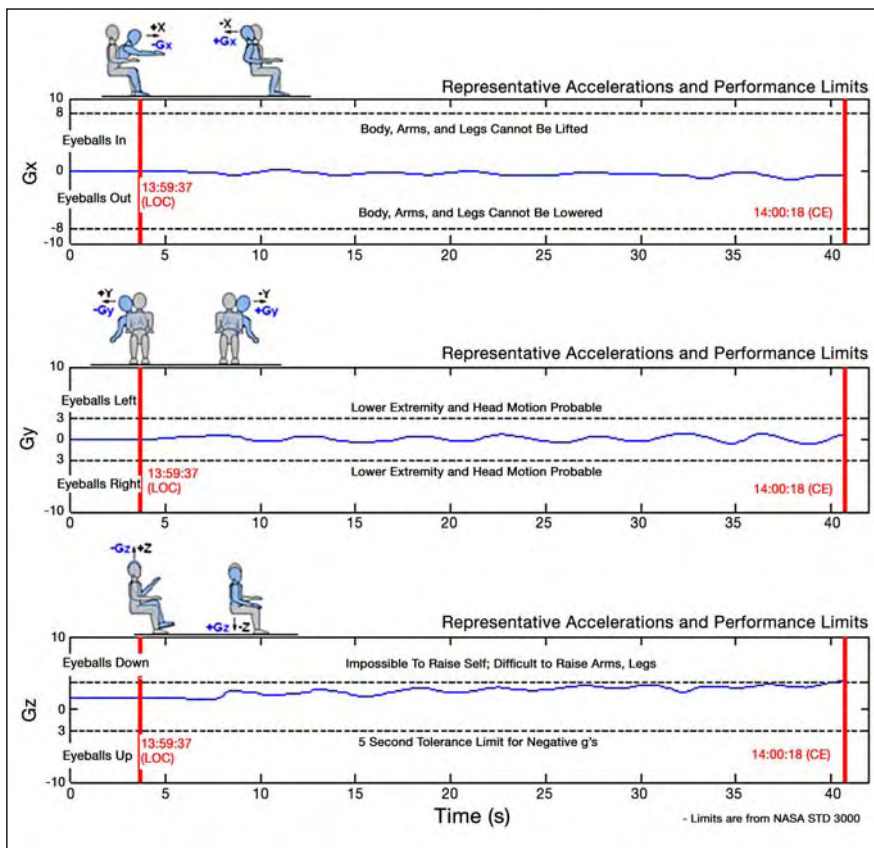 +X
-Gx
-X
+Gx
Representative Accelerations and Performance Limits
10
8
Eyeballs In
Body, Arms, and Legs Cannot Be Lifted
Gx
0
13:59:37
(LOC)
Eyeballs Out
Body, Arms, and Legs Cannot Be Lowered
14:00:18 (CE)
-8
-10
0 5 10 15 20 25 30 35 40
+Y
-Gy
-Y
+Gy
Representative Accelerations and Performance Limits
10
Eyeballs Left
3
Lower Extremity and Head Motion Probable
Gy
0
3
Lower Extremity and Head Motion Probable
Eyeballs Right
13:59:37
(LOC)
14:00:18 (CE)
-10
0 5 10 15 20 25 30 35 40
-Gz +Z
+Gz -Z
Representative Accelerations and Performance Limits
10
Eyeballs Down
Impossible To Raise Self; Difficult to Raise Arms, Legs
Gz
0
3
5 Second Tolerance Limit for Negative g's
13:59:37
(LOC)
Eyeballs Up
14:00:18 (CE)
-10
0 5 10 15 20 25 30 35 40
Time (s)
- Limits are from NASA STD 3000